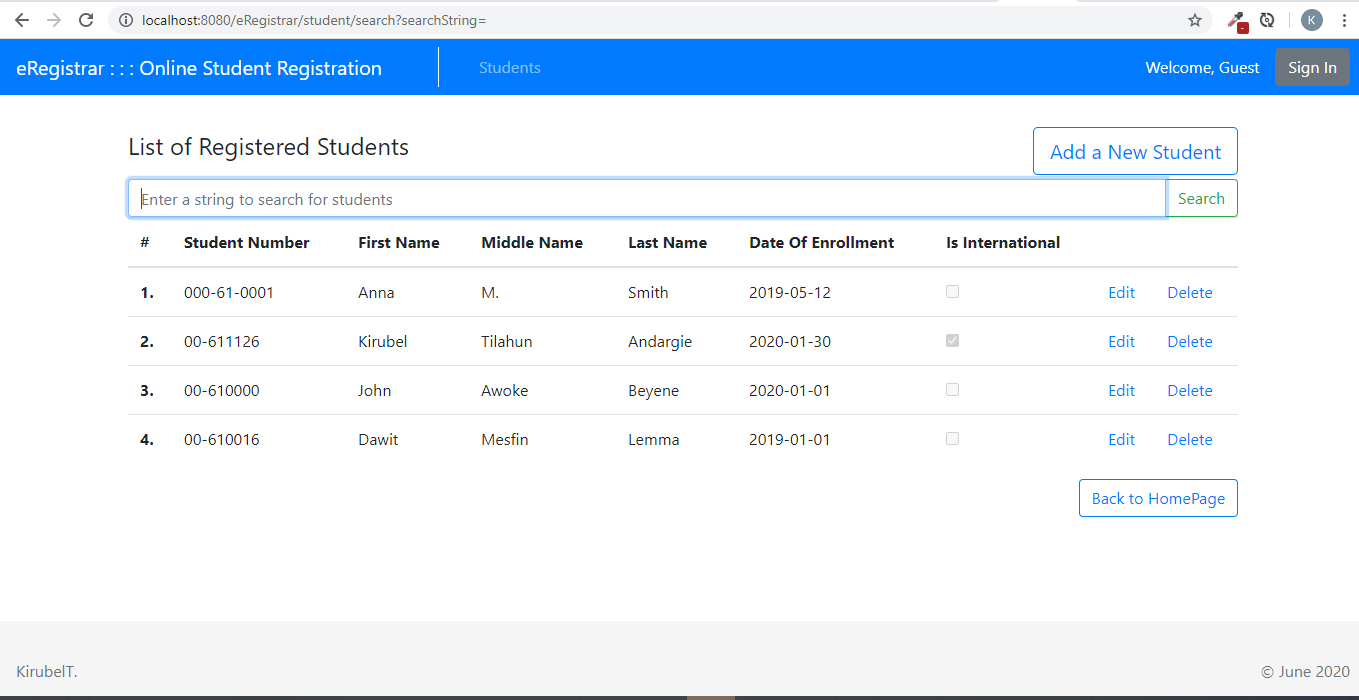 localhost:8080/eRegistrar/student/search?searchString=
K
eRegistrar : : : Online Student Registration Students Welcome, Guest Sign In
List of Registered Students Add a New Student
Enter a string to search for students Search
# Student Number First Name Middle Name Last Name Date Of Enrollment Is International
1. 000-61-0001 Anna M. Smith 2019-05-12 Edit Delete
2. 00-611126 Kirubel Tilahun Andargie 2020-01-30 Edit Delete
3. 00-610000 John Awoke Beyene 2020-01-01 Edit Delete
4. 00-610016 Dawit Mesfin Lemma 2019-01-01 Edit Delete
Back to HomePage
KirubelT. © June 2020